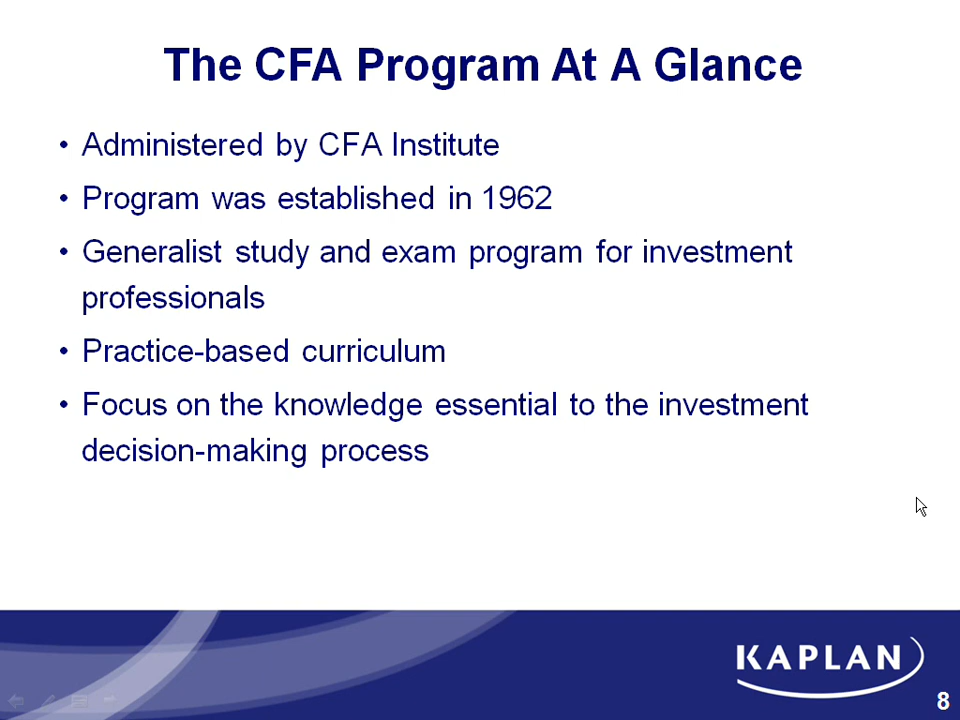 The CFA Program At A Glance
• Administered by CFA Institute
• Program was established in 1962
• Generalist study and exam program for investment
professionals
• Practice-based curriculum
• Focus on the knowledge essential to the investment
decision-making process
KAPLAN
8